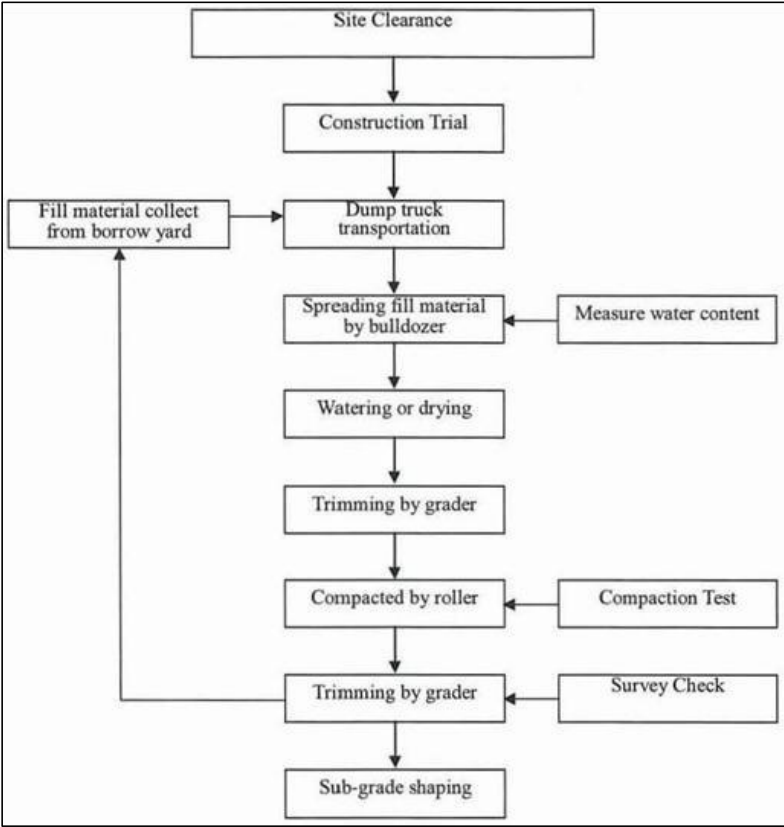 Site Clearance
Construction Trial
Fill material collect
from borrow yard
Dump truck
transportation
Spreading fill material
by bulldozer
Measure water content
Watering or drying
Trimming by grader
Compacted by roller
Compaction Test
Trimming by grader
Survey Check
Sub-grade shaping